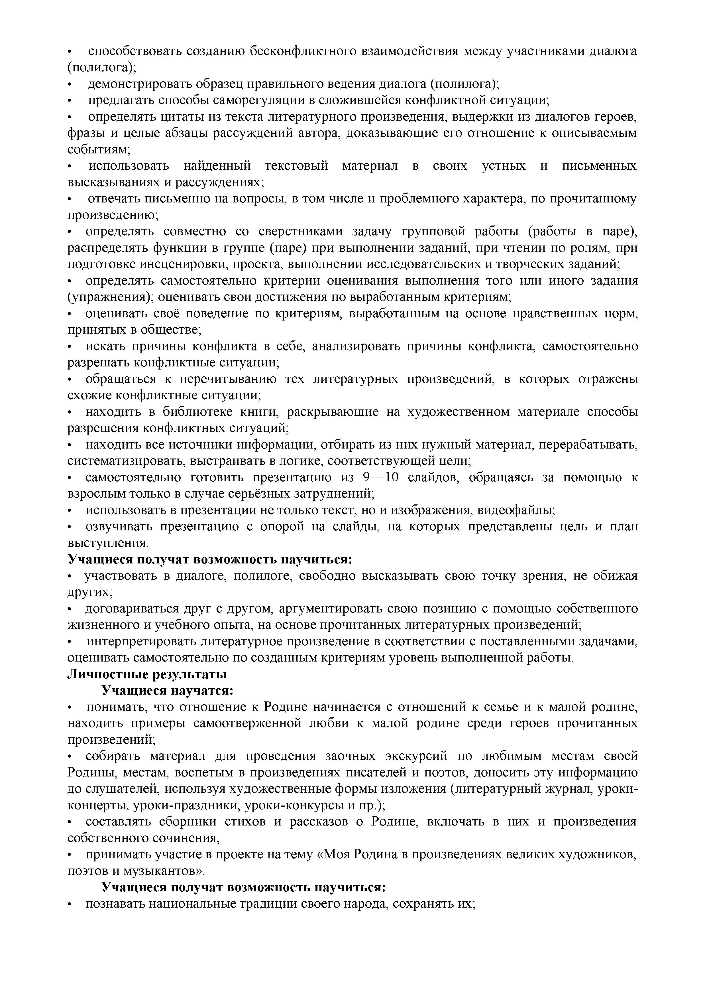 • способствовать созданию бесконфликтного взаимодействия между участниками диалога
(полилога);
• демонстрировать образец правильного ведения диалога (полилога);
• предлагать способы саморегуляции в сложившейся конфликтной ситуации;
• определять цитаты из текста литературного произведения, выдержки из диалогов героев,
фразы и целые абзацы рассуждений автора, доказывающие его отношение к описываемым
событиям;
• использовать найденный текстовый материал в своих устных и письменных
высказываниях и рассуждениях;
• отвечать письменно на вопросы, в том числе и проблемного характера, по прочитанному
произведению;
• определять совместно со сверстниками задачу групповой работы (работы в паре),
распределять функции в группе (паре) при выполнении заданий, при чтении по ролям, при
подготовке инсценировки, проекта, выполнении исследовательских и творческих заданий;
• определять самостоятельно критерии оценивания выполнения того или иного задания
(упражнения); оценивать свои достижения по выработанным критериям;
• оценивать своё поведение по критериям, выработанным на основе нравственных норм,
принятых в обществе;
• искать причины конфликта в себе, анализировать причины конфликта, самостоятельно
разрешать конфликтные ситуации;
• обращаться к перечитыванию тех литературных произведений, в которых отражены
схожие конфликтные ситуации;
• находить в библиотеке книги, раскрывающие на художественном материале способы
разрешения конфликтных ситуаций;
• находить все источники информации, отбирать из них нужный материал, перерабатывать,
систематизировать, выстраивать в логике, соответствующей цели;
• самостоятельно готовить презентацию из 9—10 слайдов, обращаясь за помощью к
взрослым только в случае серьёзных затруднений;
• использовать в презентации не только текст, но и изображения, видеофайлы;
• озвучивать презентацию с опорой на слайды, на которых представлены цель и план
выступления.
Учащиеся получат возможность научиться:
• участвовать в диалоге, полилоге, свободно высказывать свою точку зрения, не обижая
других;
• договариваться друг с другом, аргументировать свою позицию с помощью собственного
жизненного и учебного опыта, на основе прочитанных литературных произведений;
• интерпретировать литературное произведение в соответствии с поставленными задачами,
оценивать самостоятельно по созданным критериям уровень выполненной работы.
Личностные результаты
Учащиеся научатся:
• понимать, что отношение к Родине начинается с отношений к семье и к малой родине,
находить примеры самоотверженной любви к малой родине среди героев прочитанных
произведений;
• собирать материал для проведения заочных экскурсий по любимым местам своей
Родины, местам, воспетым в произведениях писателей и поэтов, доносить эту информацию
до слушателей, используя художественные формы изложения (литературный журнал, уроки-
концерты, уроки-праздники, уроки-конкурсы и пр.);
• составлять сборники стихов и рассказов о Родине, включать в них и произведения
собственного сочинения;
• принимать участие в проекте на тему «Моя Родина в произведениях великих художников,
поэтов и музыкантов».
Учащиеся получат возможность научиться:
• познавать национальные традиции своего народа, сохранять их;